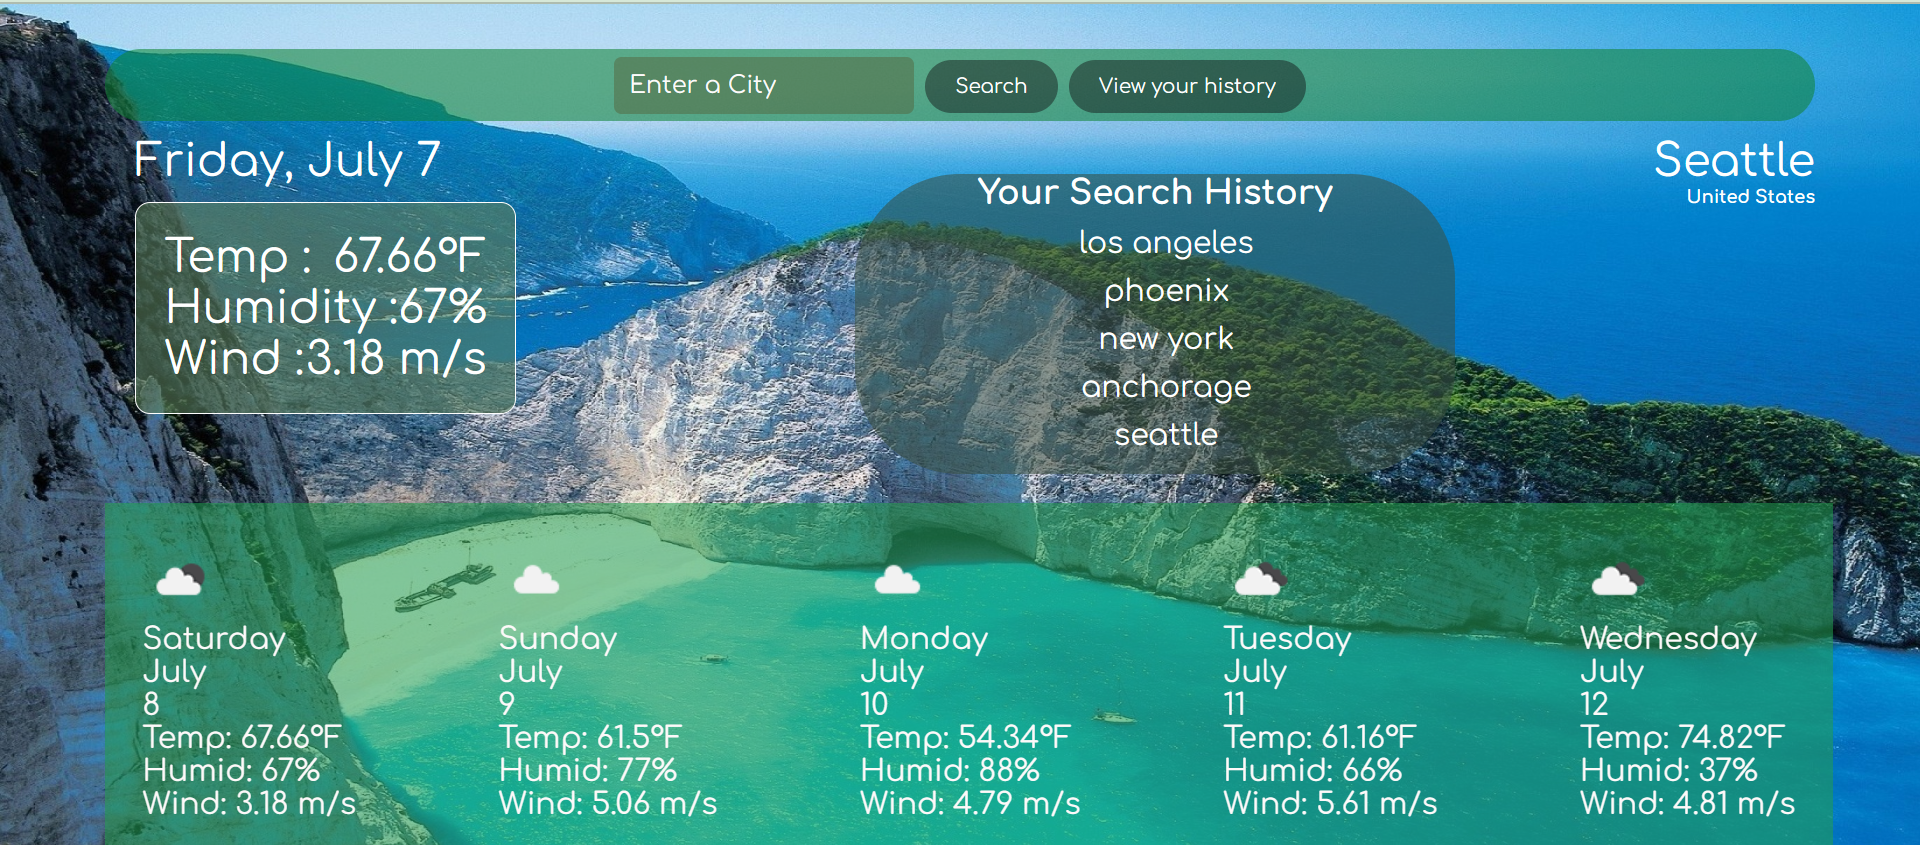 Enter a City
Search
View your history
Friday, July 7
Seattle
United States
Temp : 67.66°F
Humidity :67%
Wind :3.18 m/s
Your Search History
los angeles
phoenix
new york
anchorage
seattle
Saturday
July
8
Temp: 67.66°F
Humid: 67%
Wind: 3.18 m/s
Sunday
July
9
Temp: 61.5°F
Humid: 77%
Wind: 5.06 m/s
Monday
July
10
Temp: 54.34°F
Humid: 88%
Wind: 4.79 m/s
Tuesday
July
11
Temp: 61.16°F
Humid: 66%
Wind: 5.61 m/s
Wednesday
July
12
Temp: 74.82°F
Humid: 37%
Wind: 4.81 m/s